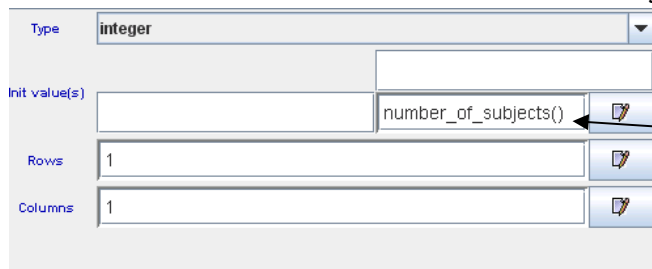 Type integer
Init value(s)
number_of_subjects()
Rows 1
Columns 1